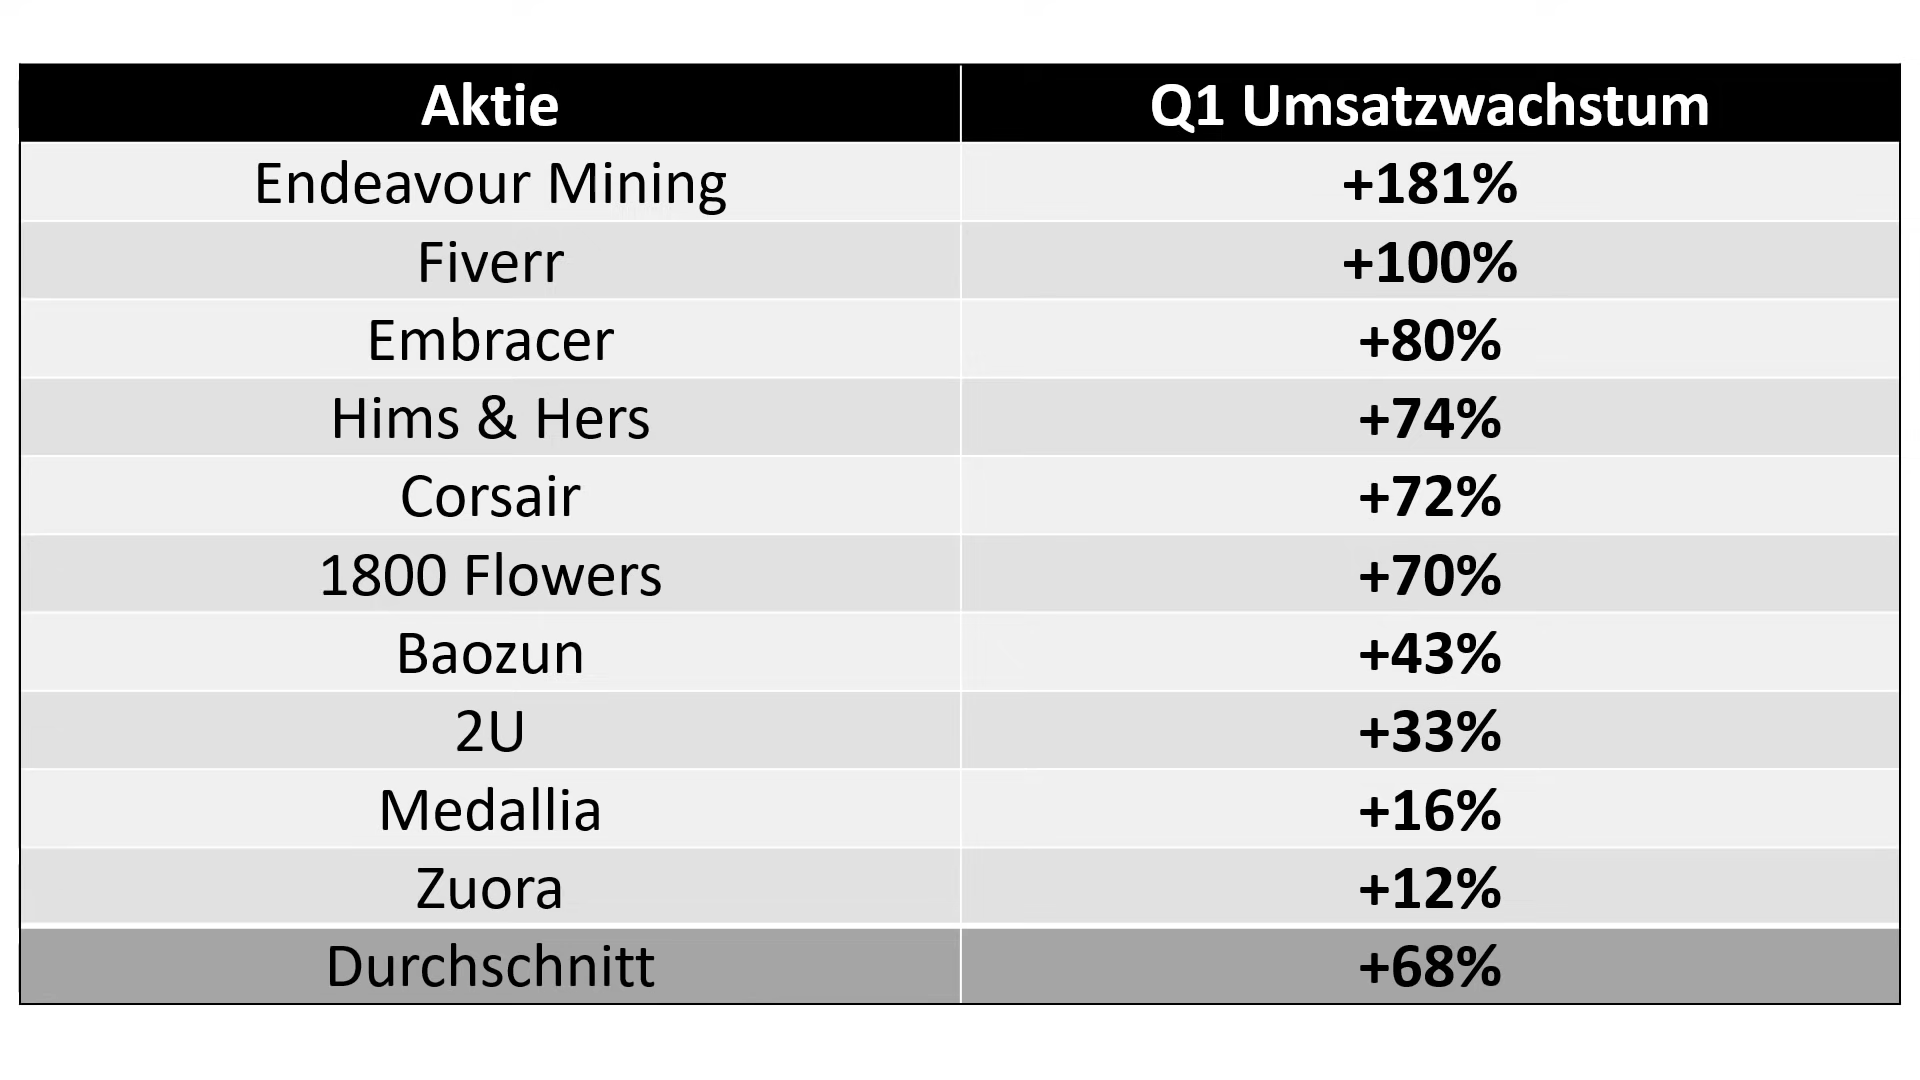 Aktie Q1 Umsatzwachstum
Endeavour Mining +181%
Fiverr +100%
Embracer +80%
Hims & Hers +74%
Corsair +72%
1800 Flowers +70%
Baozun +43%
2U +33%
Medallia +16%
Zuora +12%
Durchschnitt +68%